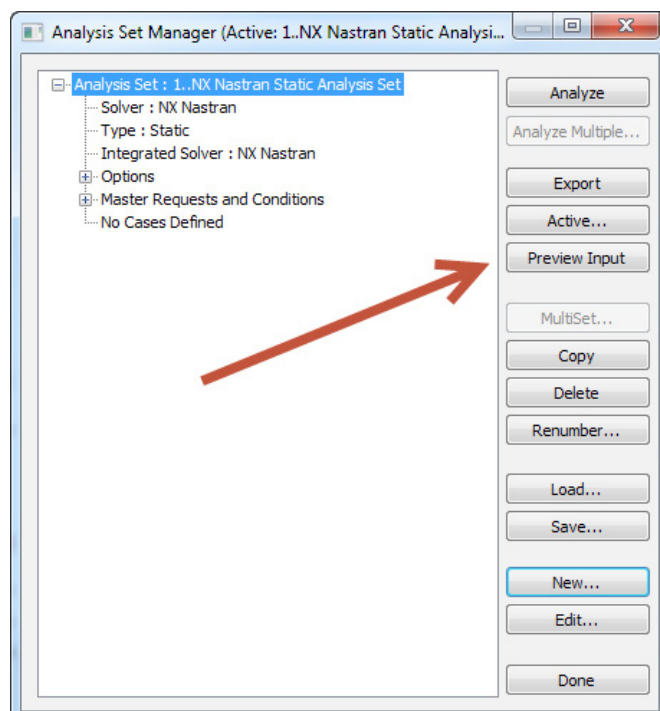 Analysis Set Manager (Active: 1..NX Nastran Static Analysi...
Analysis Set : 1..NX Nastran Static Analysis Set
Solver : NX Nastran
Type : Static
Integrated Solver : NX Nastran
Options
Master Requests and Conditions
No Cases Defined
Analyze
Analyze Multiple...
Export
Active...
Preview Input
MultiSet...
Copy
Delete
Renumber...
Load...
Save...
New...
Edit...
Done